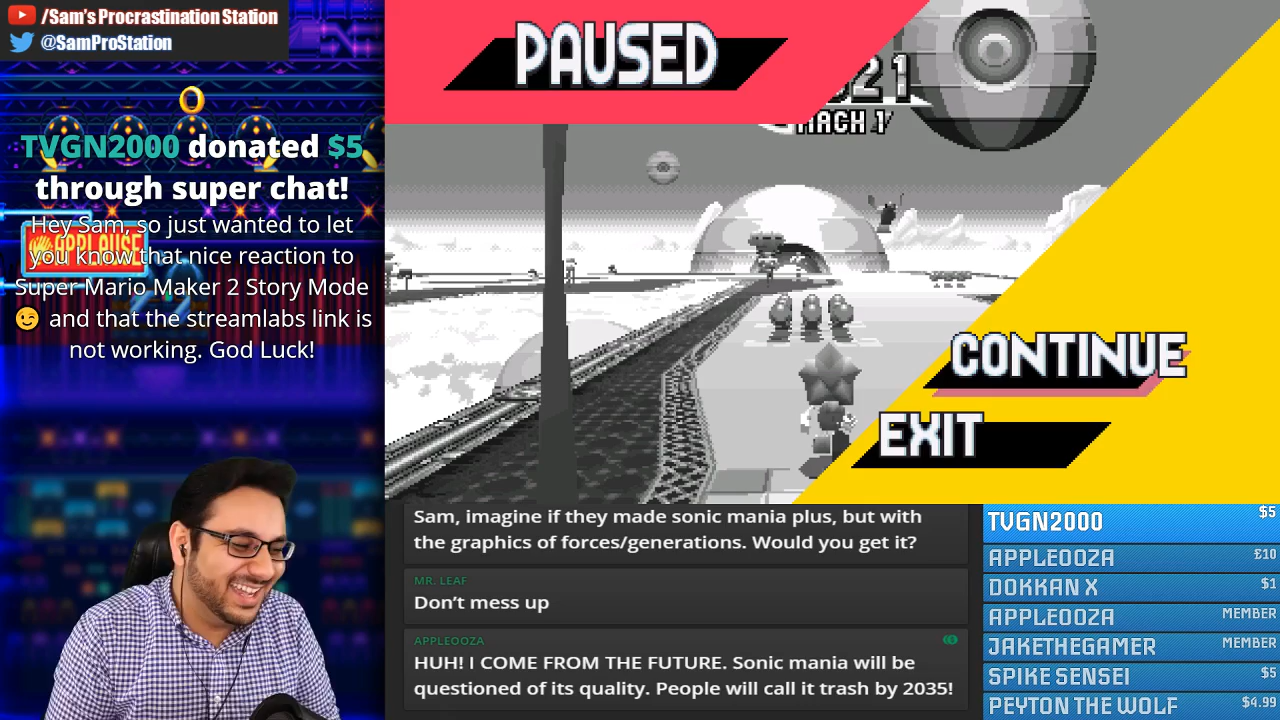 /Sam's Procrastination Station
@SamProStation
TVGN2000 donated $5
through super chat!
Hey Sam, so just wanted to let
you know that nice reaction to
Super Mario Maker 2 Story Mode
😉 and that the streamlabs link is
not working. God Luck!
APPLAUSE
PAUSED
21
MACH 1
CONTINUE
EXIT
Sam, imagine if they made sonic mania plus, but with
the graphics of forces/generations. Would you get it?
MR. LEAF
Don't mess up
APPLEOOZA
HUH! I COME FROM THE FUTURE. Sonic mania will be
questioned of its quality. People will call it trash by 2035!
TVGN2000 $5
APPLEOOZA £10
DOKKAN X $1
APPLEOOZA MEMBER
JAKETHEGAMER MEMBER
SPIKE SENSEI $5
PEYTON THE WOLF $4.99